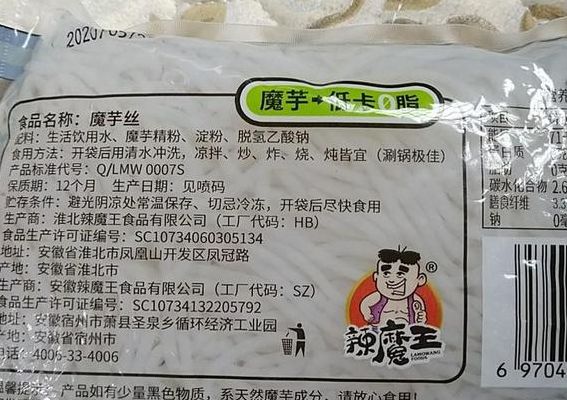 魔芋➡低卡0脂
食品名称：魔芋丝
配料：生活饮用水、魔芋精粉、淀粉、脱氢乙酸钠
食用方法：开袋后用清水冲洗，凉拌、炒、炸、烧、炖皆宜（涮锅极佳）
产品标准代号：Q/LMW 0007S
保质期：12个月 生产日期：见喷码
贮存条件：避光阴凉处常温保存、切忌冷冻，开袋后尽快食用
生产商：淮北辣魔王食品有限公司（工厂代码：HB）
食品生产许可证编号：SC10734060305134
地址：安徽省淮北市凤凰山开发区凤冠路
产地：安徽省淮北市
生产商：安徽辣魔王食品有限公司（工厂代码：SZ）
食品生产许可证编号：SC10734132205792
地址：安徽宿州市萧县圣泉乡循环经济工业园
产地：安徽省宿州市
电话：4006-33-4006
温馨提示：产品如有少量黑色物质，系天然魔芋成分，请放心食用！
碳水化合物
膳食纤维
钠
辣魔王
LAMOWANG FOODS
®
6 9704